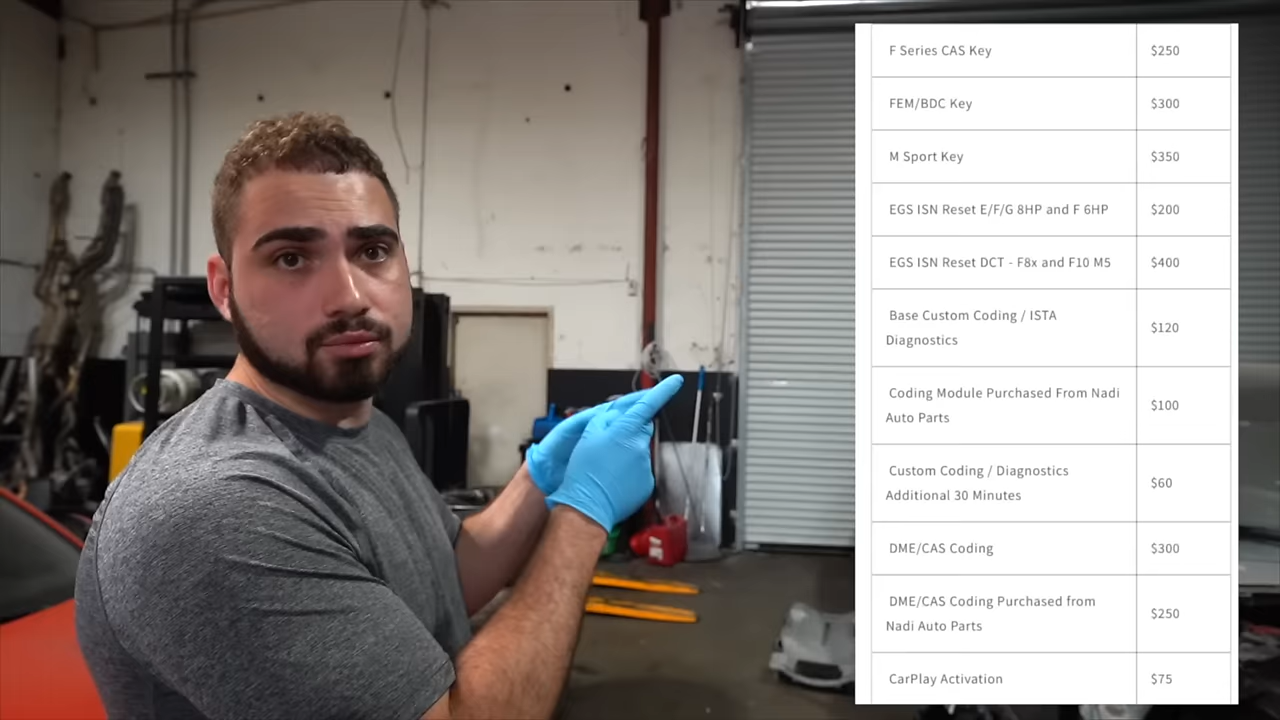 F Series CAS Key $250
FEM/BDC Key $300
M Sport Key $350
EGS ISN Reset E/F/G 8HP and F 6HP $200
EGS ISN Reset DCT - F8x and F10 M5 $400
Base Custom Coding / ISTA
Diagnostics
$120
Coding Module Purchased From Nadi
Auto Parts
$100
Custom Coding / Diagnostics
Additional 30 Minutes
$60
DME/CAS Coding $300
DME/CAS Coding Purchased from
Nadi Auto Parts
$250
CarPlay Activation $75